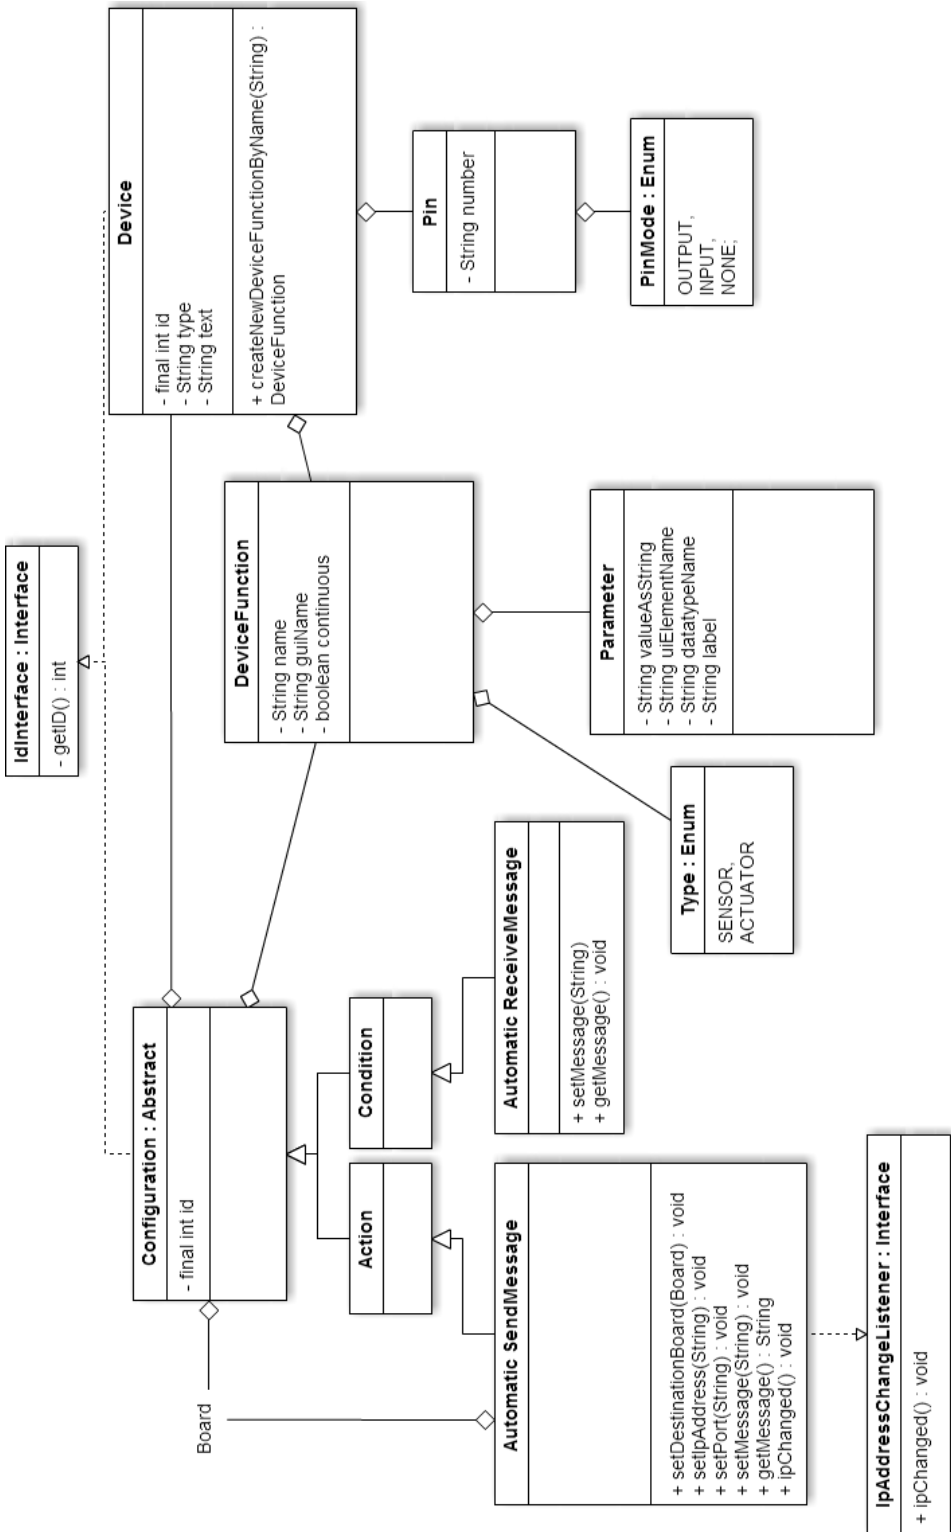 IdInterface : Interface
- getID() : int
Configuration : Abstract
- final int id
Device
- final int id
- String type
- String text
+ createNewDeviceFunctionByName(String) :
DeviceFunction
Board
Action
Condition
DeviceFunction
- String name
- String guiName
- boolean continuous
Pin
- String number
Automatic SendMessage
+ setDestinationBoard(Board) : void
+ setIpAddress(String) : void
+ setPort(String) : void
+ setMessage(String) : void
+ getMessage() : String
+ ipChanged() : void
Automatic ReceiveMessage
+ setMessage(String)
+ getMessage() : void
Type : Enum
SENSOR,
ACTUATOR
Parameter
- String valueAsString
- String uiElementName
- String datatypeName
- String label
PinMode : Enum
OUTPUT,
INPUT,
NONE;
IpAddressChangeListener : Interface
+ ipChanged() : void